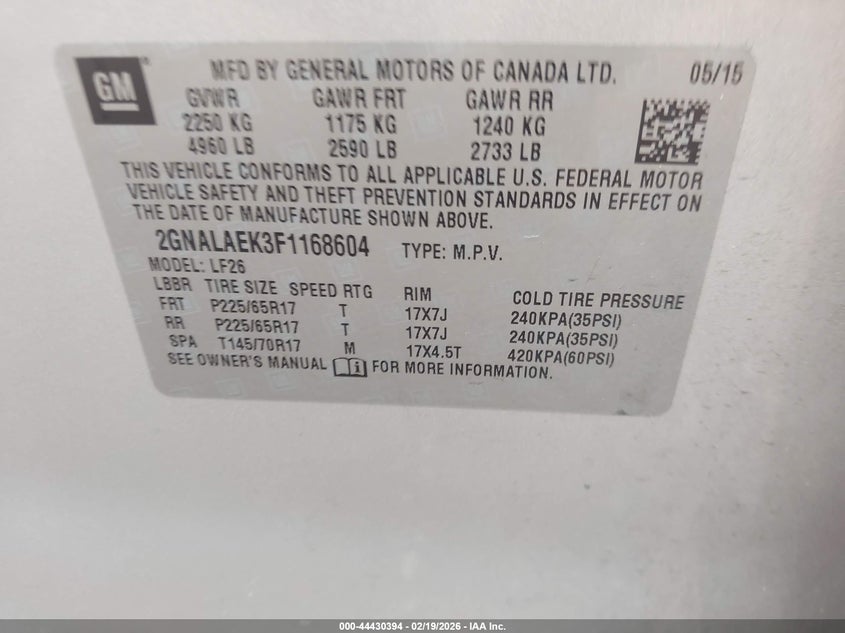 GM
MFD BY GENERAL MOTORS OF CANADA LTD. 05/15
GVWR GAWR FRT GAWR RR
2250 KG 1175 KG 1240 KG
4960 LB 2590 LB 2733 LB
THIS VEHICLE CONFORMS TO ALL APPLICABLE U.S. FEDERAL MOTOR
VEHICLE SAFETY AND THEFT PREVENTION STANDARDS IN EFFECT ON
THE DATE OF MANUFACTURE SHOWN ABOVE.
2GNALAEK3F1168604 TYPE: M.P.V.
MODEL: LF26
LBBR TIRE SIZE SPEED RTG RIM COLD TIRE PRESSURE
FRT P225/65R17 T 17X7J 240KPA(35PSI)
RR P225/65R17 T 17X7J 240KPA(35PSI)
SPA T145/70R17 M 17X4.5T 420KPA(60PSI)
SEE OWNER'S MANUAL i FOR MORE INFORMATION.
000-44430394 - 02/19/2026 - IAA Inc.